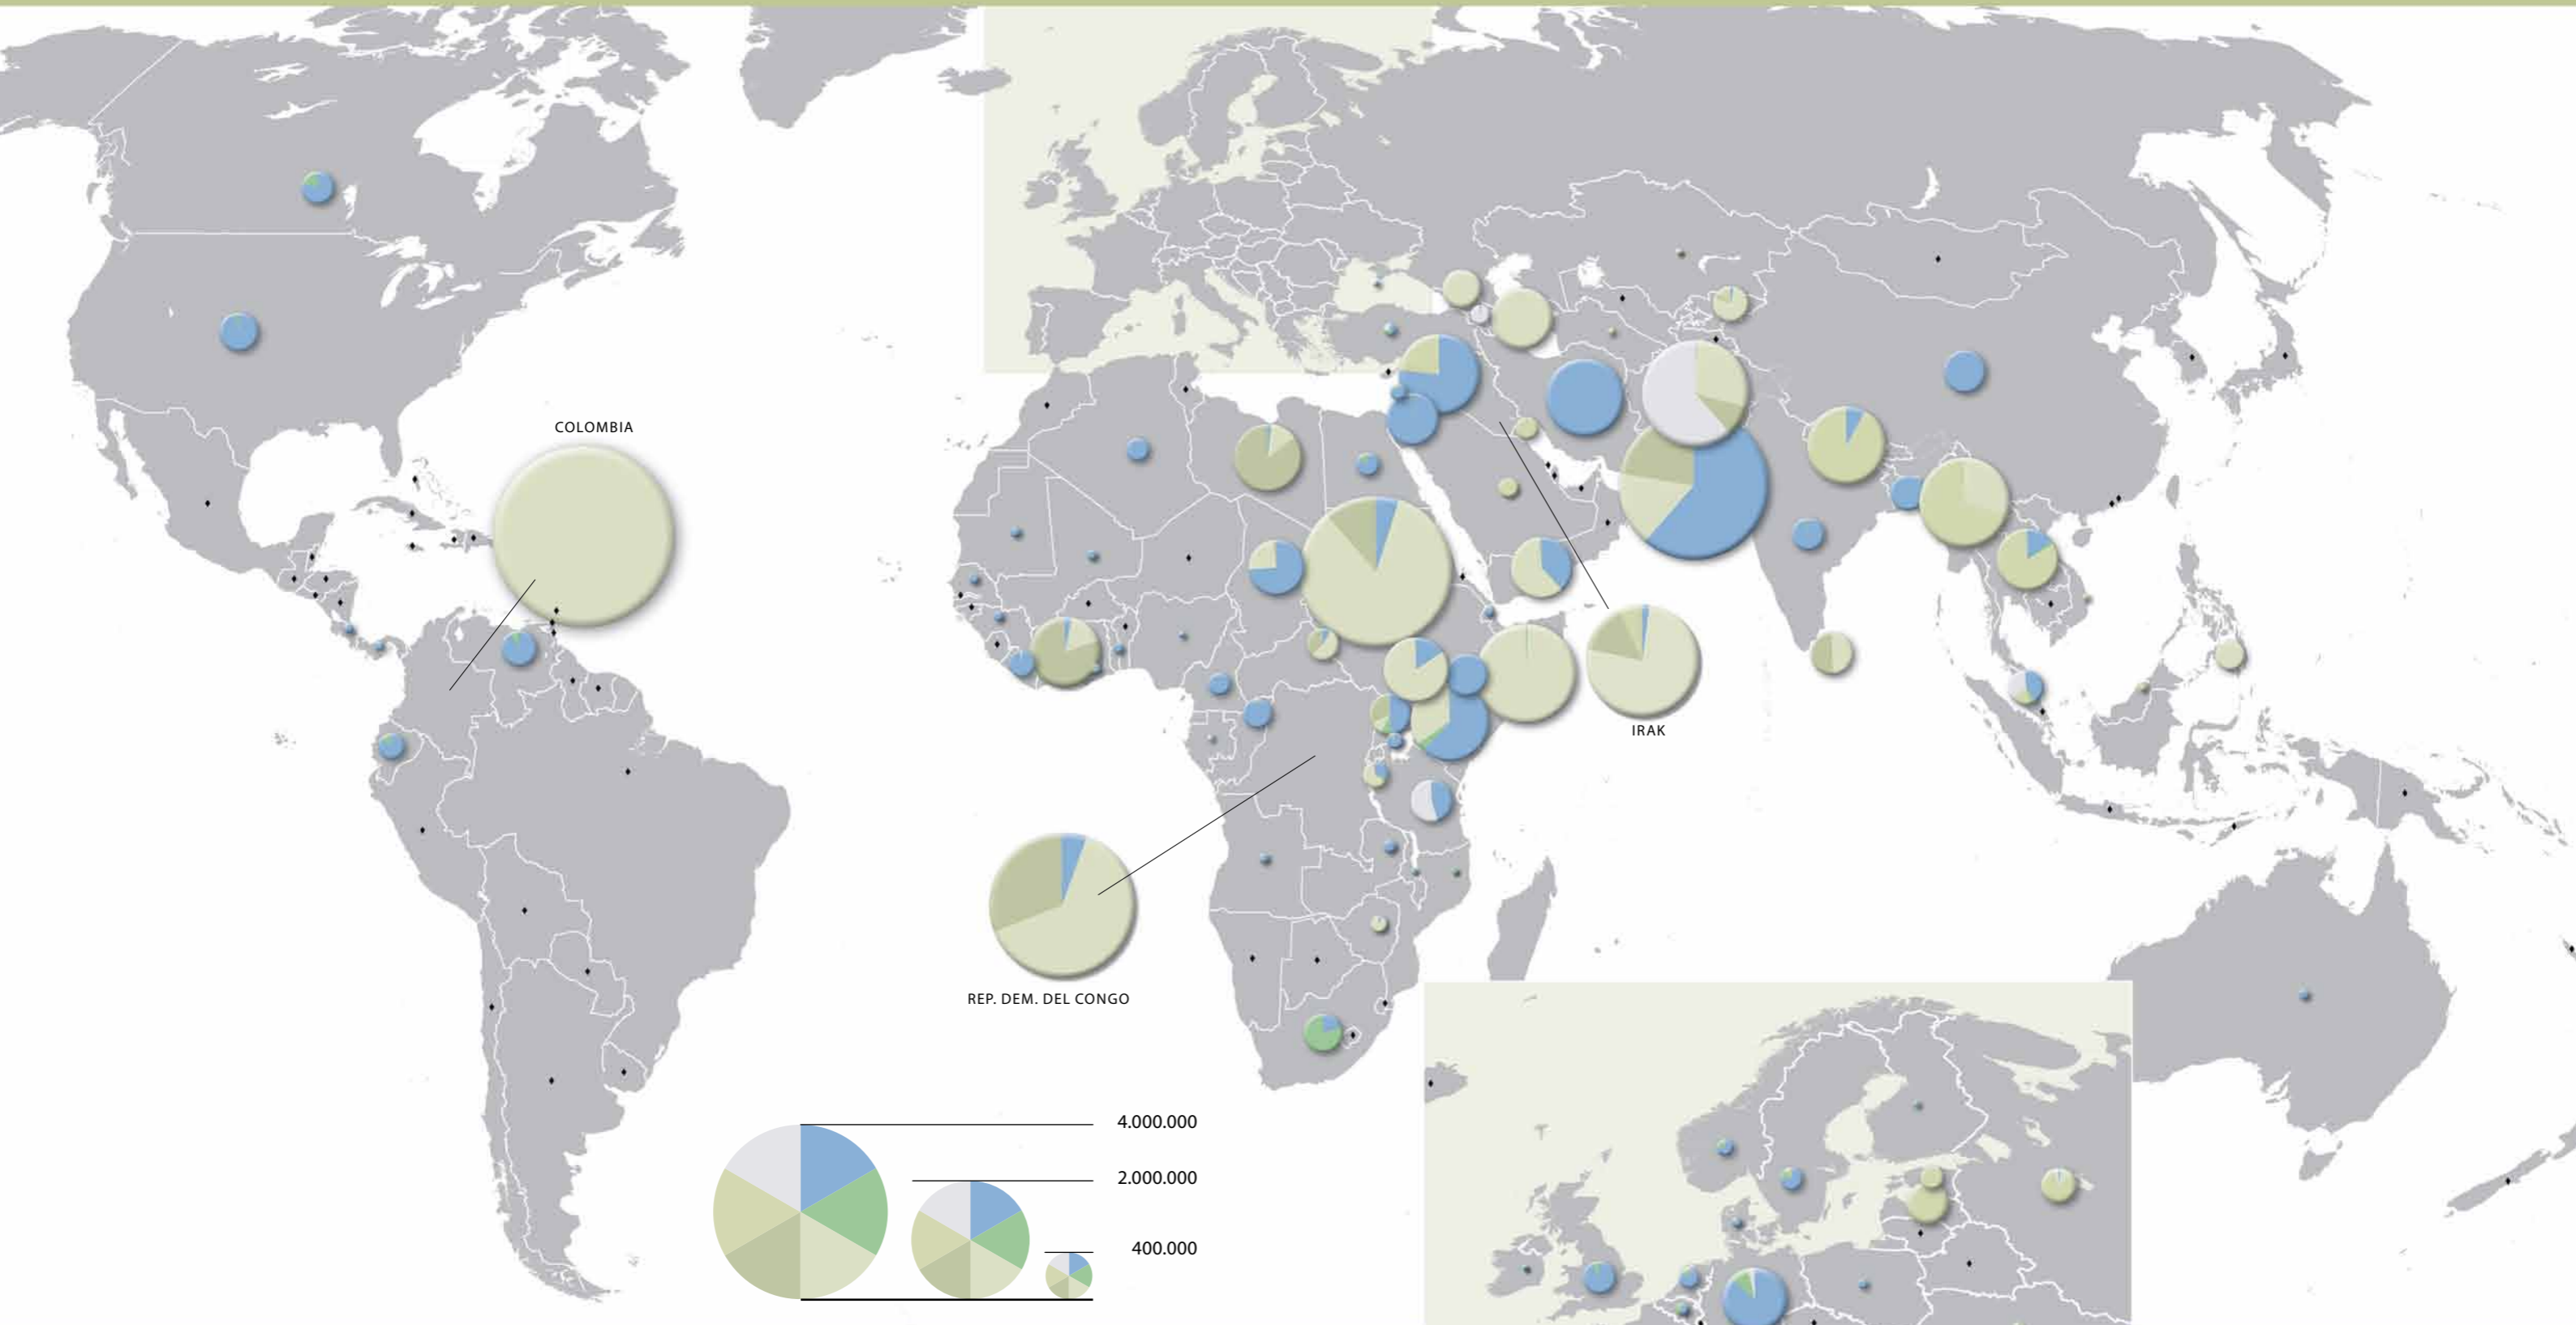 COLOMBIA
IRAK
REP. DEM. DEL CONGO
4.000.000
2.000.000
400.000